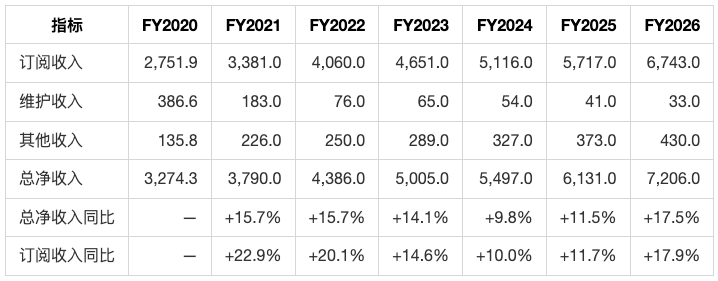 指标 FY2020 FY2021 FY2022 FY2023 FY2024 FY2025 FY2026
订阅收入 2,751.9 3,381.0 4,060.0 4,651.0 5,116.0 5,717.0 6,743.0
维护收入 386.6 183.0 76.0 65.0 54.0 41.0 33.0
其他收入 135.8 226.0 250.0 289.0 327.0 373.0 430.0
总净收入 3,274.3 3,790.0 4,386.0 5,005.0 5,497.0 6,131.0 7,206.0
总净收入同比 — +15.7% +15.7% +14.1% +9.8% +11.5% +17.5%
订阅收入同比 — +22.9% +20.1% +14.6% +10.0% +11.7% +17.9%